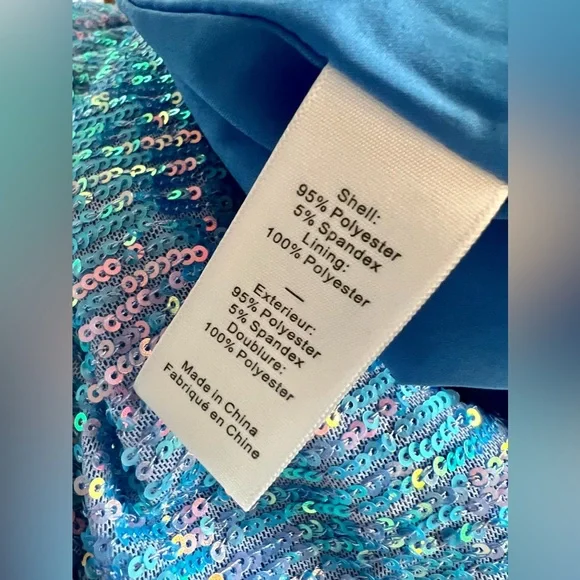 Shell:
95% Polyester
5% Spandex
Lining:
100% Polyester
—
Exterieur:
95% Polyester
5% Spandex
Doublure:
100% Polyester
Made in China
Fabriqué en Chine